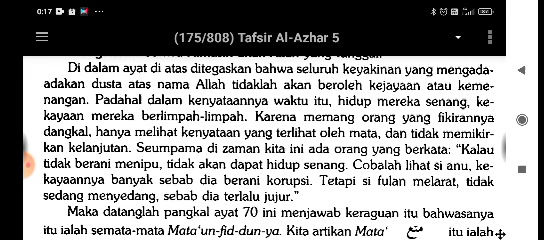 0:17
(175/808) Tafsir Al-Azhar 5
Di dalam ayat di atas ditegaskan bahwa seluruh keyakinan yang mengada-
adakan dusta atas nama Allah tidaklah akan beroleh kejayaan atau keme-
nangan. Padahal dalam kenyataannya waktu itu, hidup mereka senang, ke-
kayaan mereka berlimpah-limpah. Karena memang orang yang fikirannya
dangkal, hanya melihat kenyataan yang terlihat oleh mata, dan tidak memikir-
kan kelanjutan. Seumpama di zaman kita ini ada orang yang berkata: "Kalau
tidak berani menipu, tidak akan dapat hidup senang. Cobalah lihat si anu, ke-
kayaannya banyak sebab dia berani korupsi. Tetapi si fulan melarat, tidak
sedang menyedang, sebab dia terlalu jujur."
Maka datanglah pangkal ayat 70 ini menjawab keraguan itu bahwasanya
itu ialah semata-mata Mata'un-fid-dun-ya. Kita artikan Mata' متع itu ialah